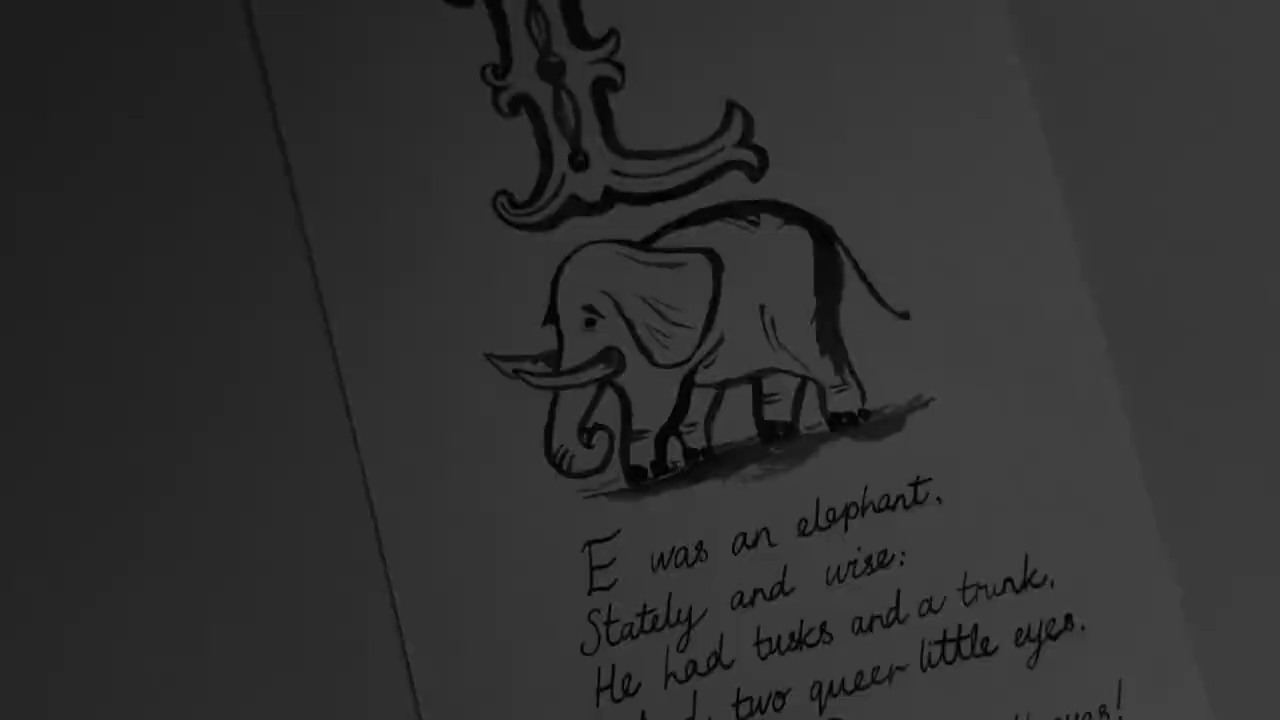 E was an elephant,
Stately and wise:
He had tusks and a trunk,
two queer little eyes.